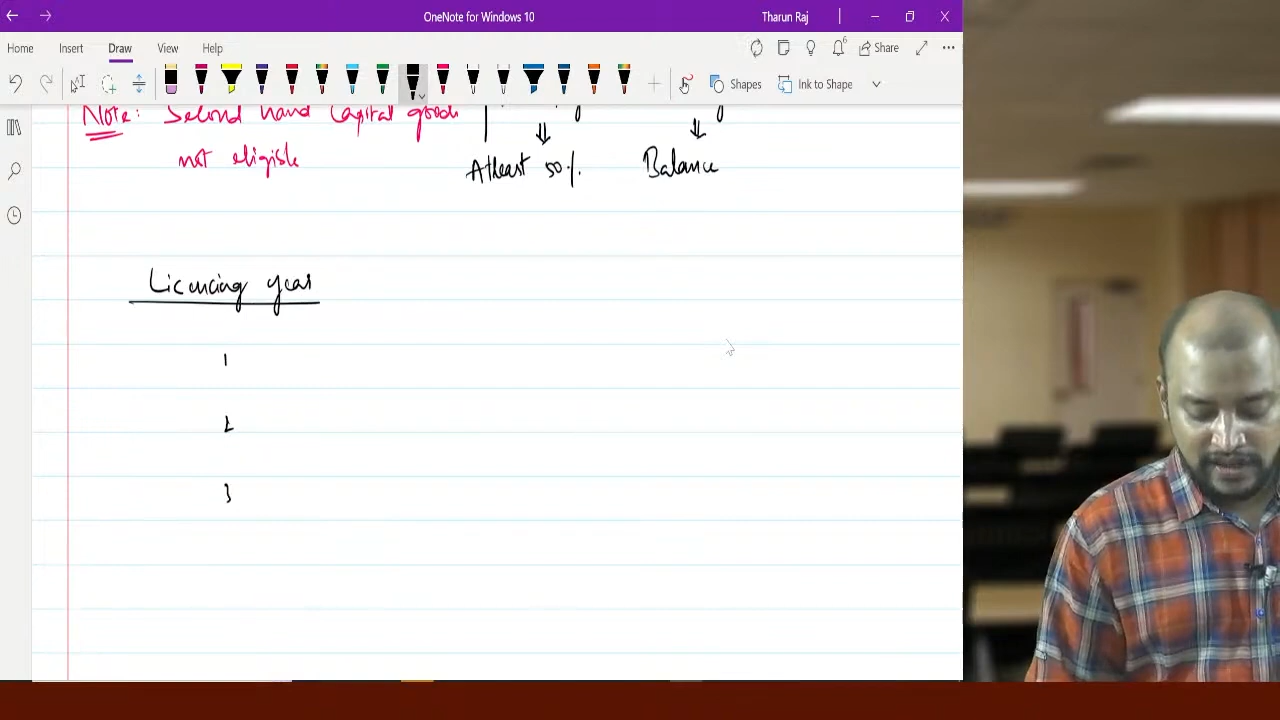 OneNote for Windows 10
Tharun Raj
Home Insert Draw View Help
6
Share
Shapes
Ink to Shape
Note: Second hand Capital goods
not eligible
Atleast 50%.
Balance
Licencing year
1
2
3